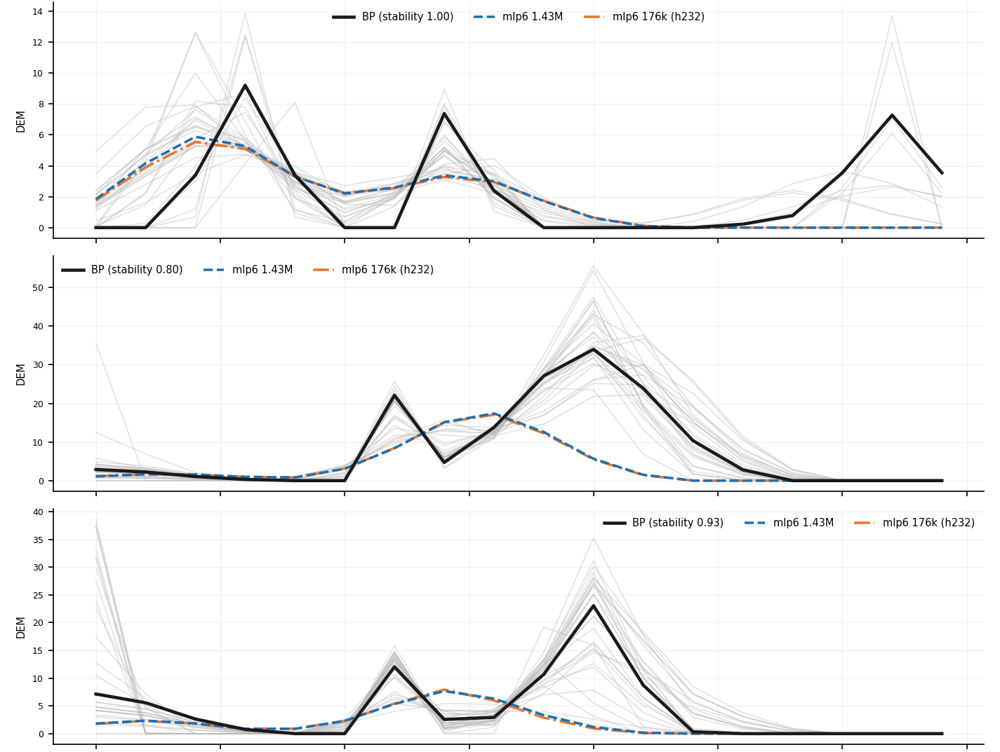 14
12
10
8
6
4
2
0
DEM
BP (stability 1.00)
mlp6 1.43M
mlp6 176k (h232)
50
40
30
20
10
0
DEM
BP (stability 0.80)
mlp6 1.43M
mlp6 176k (h232)
40
35
30
25
20
15
10
5
0
DEM
BP (stability 0.93)
mlp6 1.43M
mlp6 176k (h232)